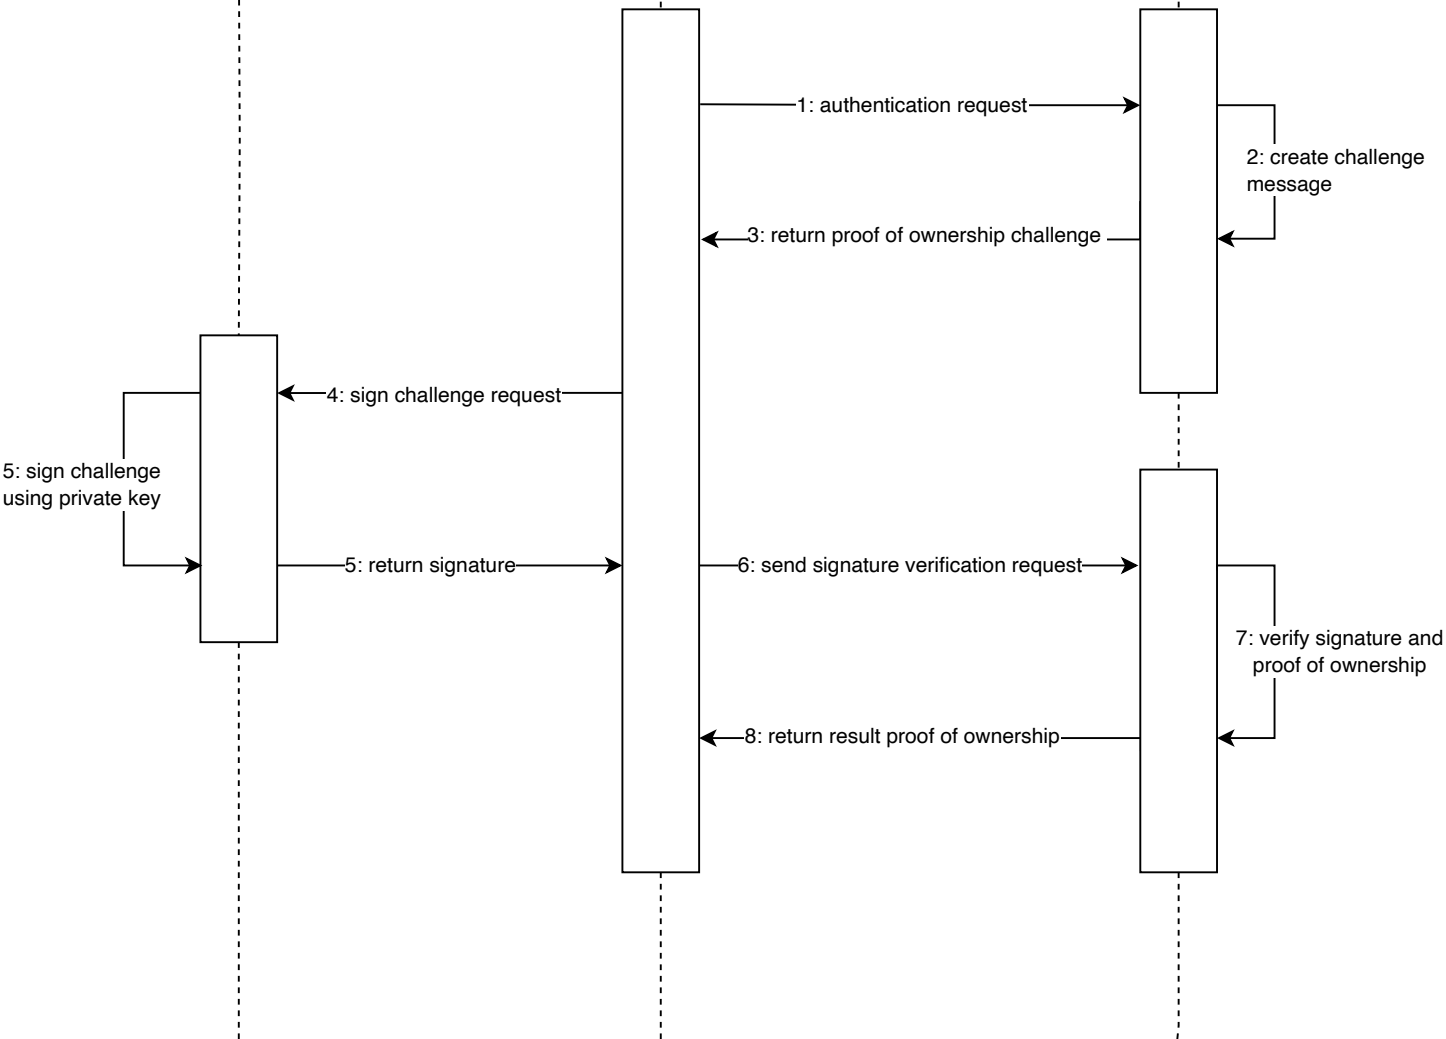 1: authentication request
2: create challenge
message
3: return proof of ownership challenge
4: sign challenge request
5: sign challenge
using private key
5: return signature
6: send signature verification request
7: verify signature and
proof of ownership
8: return result proof of ownership